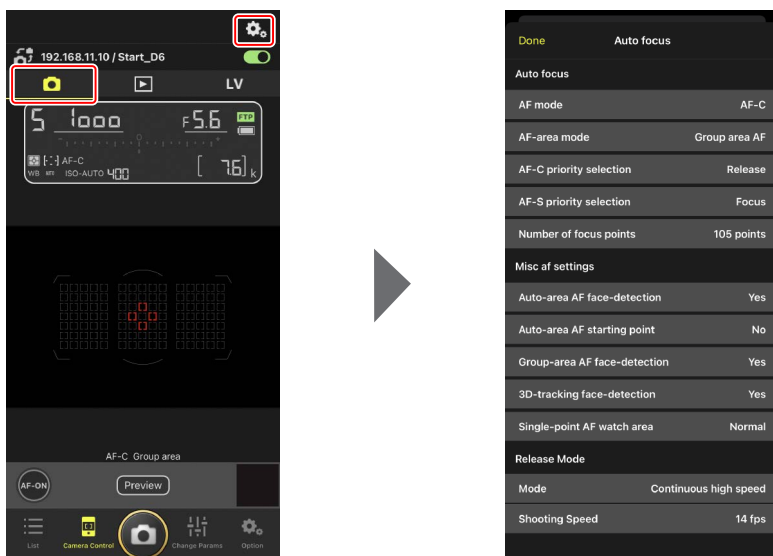 192.168.11.10 / Start_D6
LV
S 1000 F5.6 FTP
AF-C
WB ISO-AUTO 400 [ 7.6] k
AF-C Group area
AF-ON
Preview
List
Camera Control
Change Params
Option
Done Auto focus
Auto focus
AF mode AF-C
AF-area mode Group area AF
AF-C priority selection Release
AF-S priority selection Focus
Number of focus points 105 points
Misc af settings
Auto-area AF face-detection Yes
Auto-area AF starting point No
Group-area AF face-detection Yes
3D-tracking face-detection Yes
Single-point AF watch area Normal
Release Mode
Mode Continuous high speed
Shooting Speed 14 fps